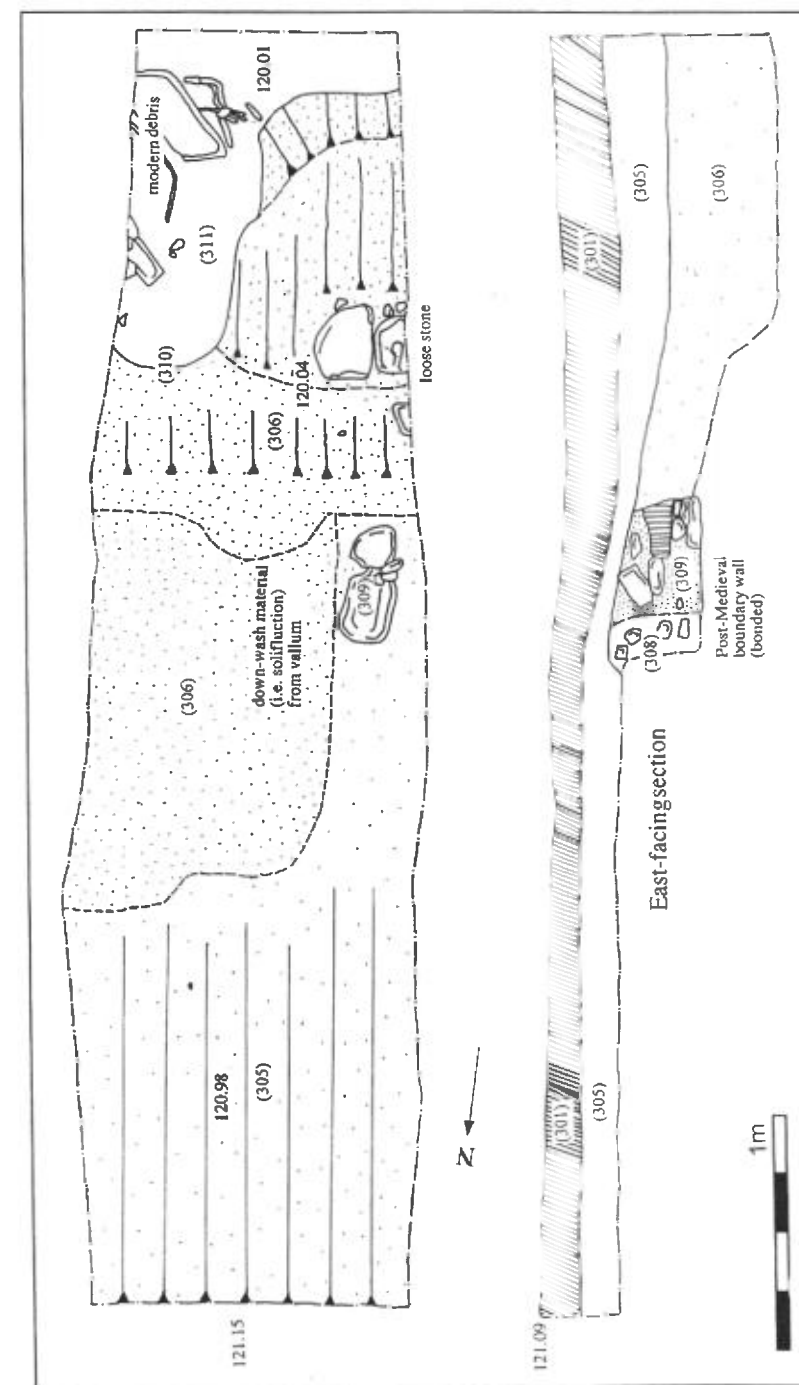 120.01
modern debris
(311)
(310)
120.04
(306)
loose stone
(309)
down-wash material
(i.e. solifluction)
from vallum
(306)
120.98
(305)
121.15
N
(305)
(306)
(301)
(309)
(308)
Post-Medieval
boundary wall
(bonded)
East-facingsection
(301)
(305)
121.09
1m